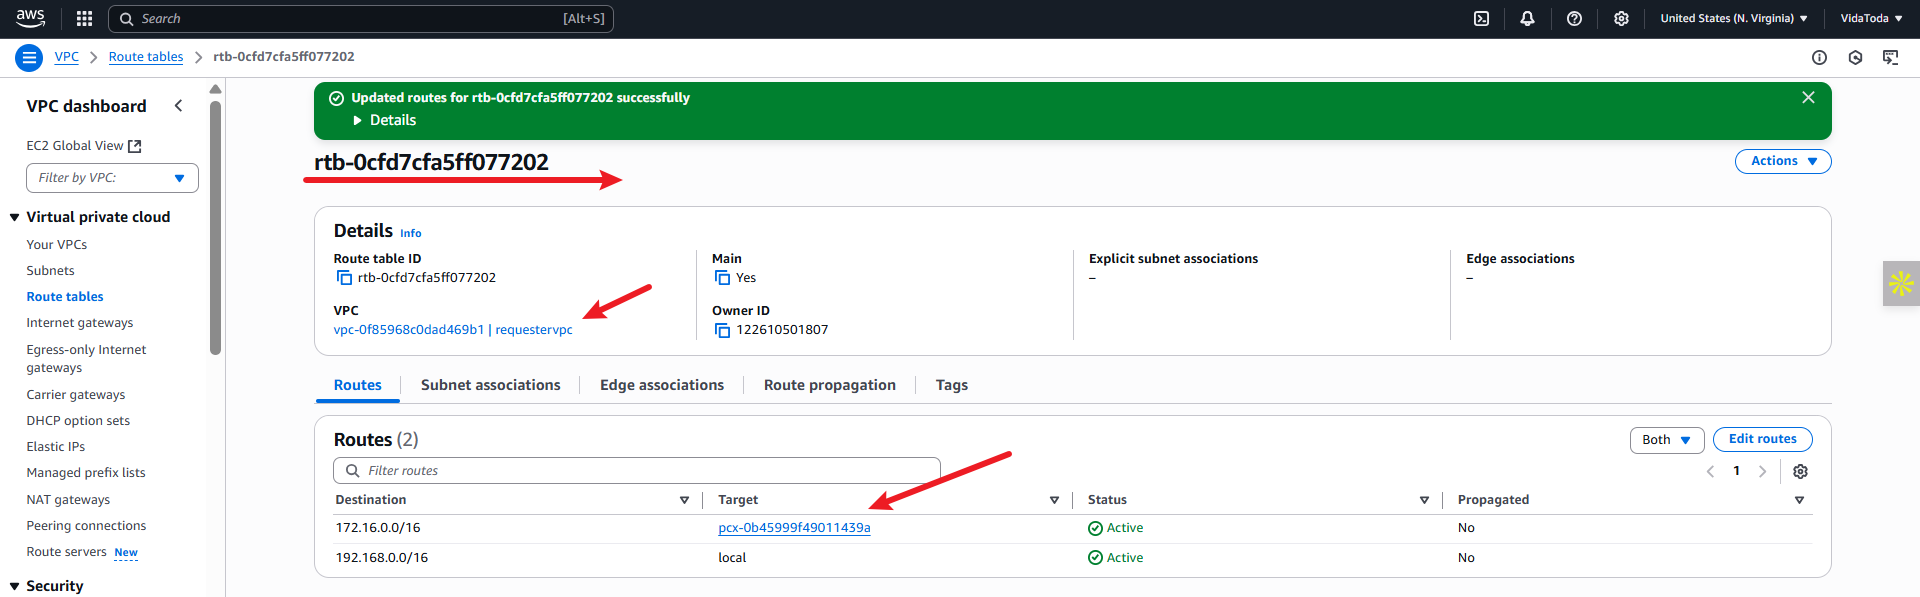 aws Search [Alt+S] United States (N. Virginia) VidaToda
VPC Route tables rtb-0cfd7cfa5ff077202
VPC dashboard
EC2 Global View
Filter by VPC:
Virtual private cloud
Your VPCs
Subnets
Route tables
Internet gateways
Egress-only Internet
gateways
Carrier gateways
DHCP option sets
Elastic IPs
Managed prefix lists
NAT gateways
Peering connections
Route servers New
Security
Updated routes for rtb-0cfd7cfa5ff077202 successfully
Details
rtb-0cfd7cfa5ff077202
Actions
Details Info
Route table ID
rtb-0cfd7cfa5ff077202
VPC
vpc-0f85968c0dad469b1 | requestervpc
Main
Yes
Owner ID
122610501807
Explicit subnet associations
–
Edge associations
–
Routes Subnet associations Edge associations Route propagation Tags
Routes (2)
Both Edit routes
Filter routes
1
Destination Target Status Propagated
172.16.0.0/16 pcx-0b45999f49011439a Active No
192.168.0.0/16 local Active No